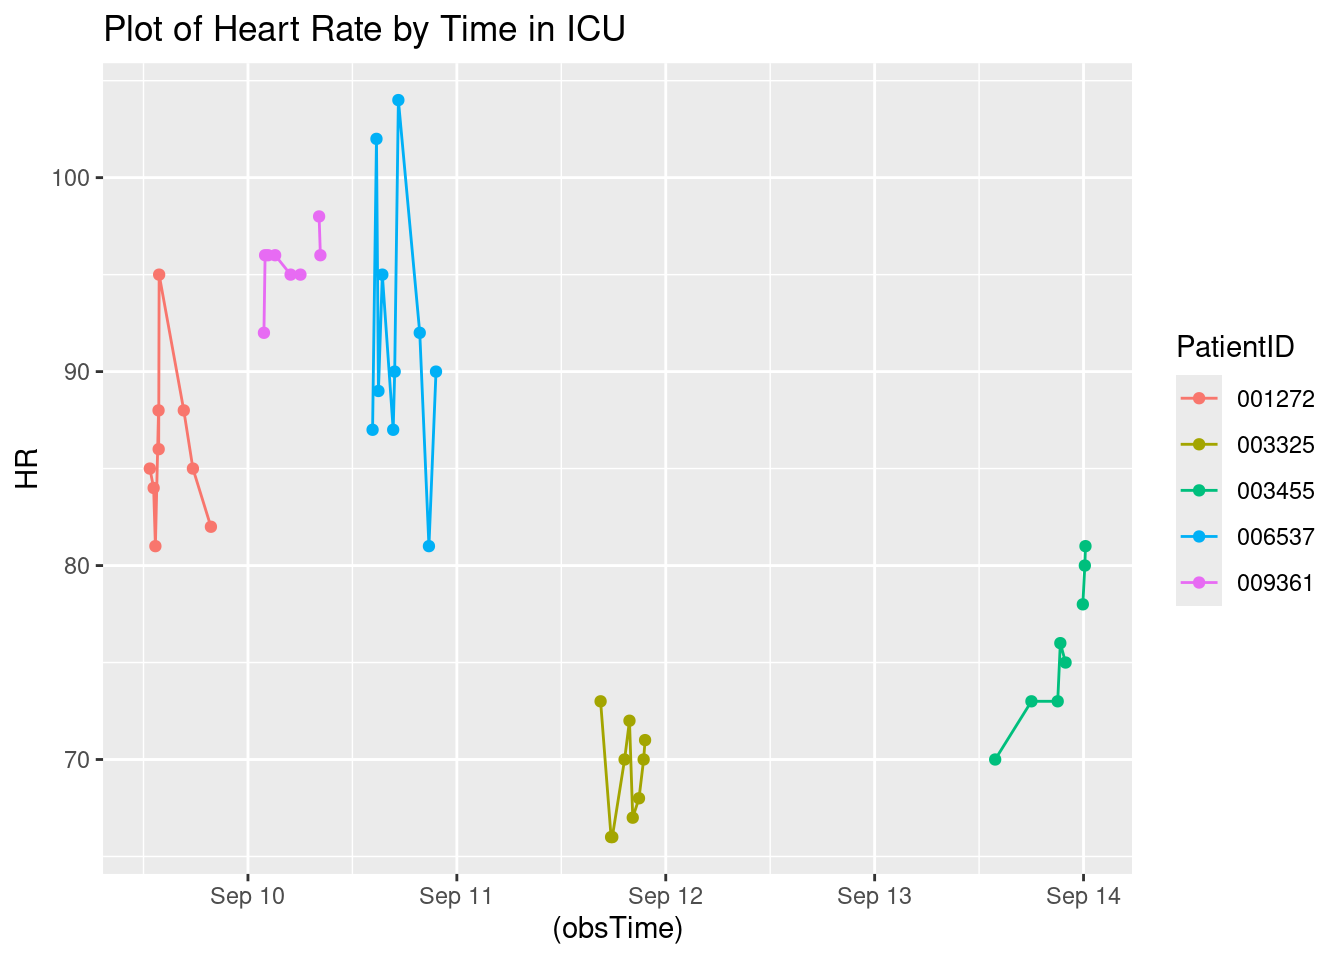 Plot of Heart Rate by Time in ICU
HR
100
90
80
70
Sep 10
Sep 11
Sep 12
Sep 13
Sep 14
(obsTime)
PatientID
001272
003325
003455
006537
009361